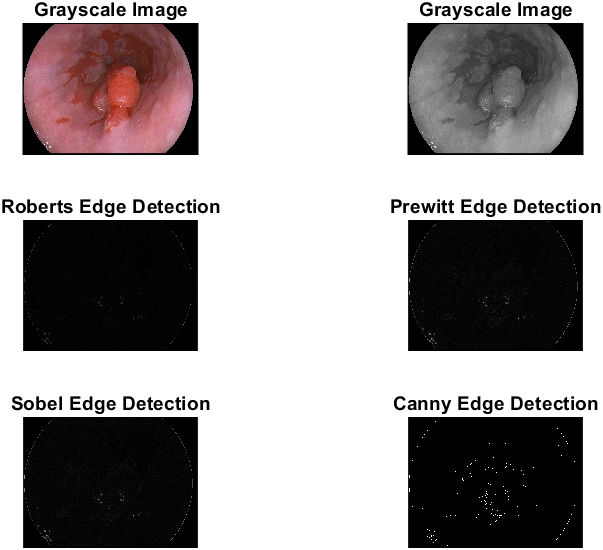 Grayscale Image
Grayscale Image
Roberts Edge Detection
Prewitt Edge Detection
Sobel Edge Detection
Canny Edge Detection